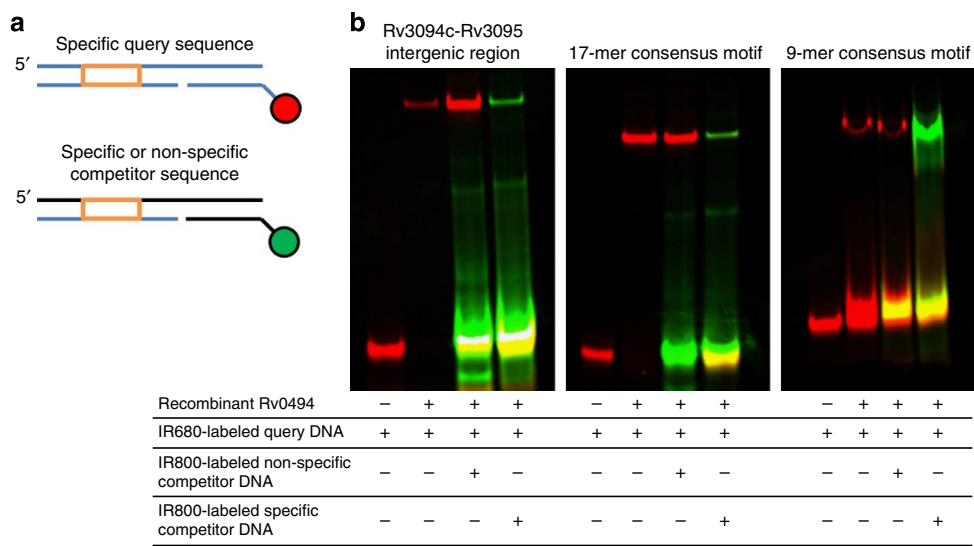 a
Specific query sequence
5′
Specific or non-specific
competitor sequence
5′
b
Rv3094c-Rv3095
intergenic region
17-mer consensus motif
9-mer consensus motif
Recombinant Rv0494 – + + + – + + + – + + +
IR680-labeled query DNA + + + + + + + + + + + +
IR800-labeled non-specific
competitor DNA – – + – – – + – – – + –
IR800-labeled specific
competitor DNA – – – + – – – + – – – +